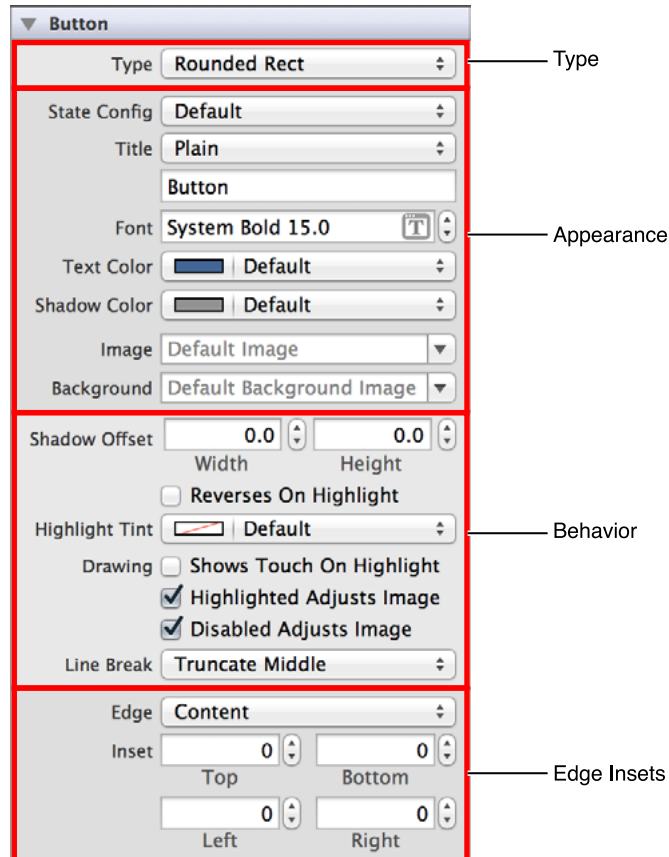 Button
Type Rounded Rect Type
State Config Default
Title Plain
Button
Font System Bold 15.0 T Appearance
Text Color Default
Shadow Color Default
Image Default Image
Background Default Background Image
Shadow Offset 0.0 0.0
Width Height
Reverses On Highlight
Highlight Tint Default Behavior
Drawing Shows Touch On Highlight
Highlighted Adjusts Image
Disabled Adjusts Image
Line Break Truncate Middle
Edge Content
Inset 0 0
Top Bottom Edge Insets
0 0
Left Right